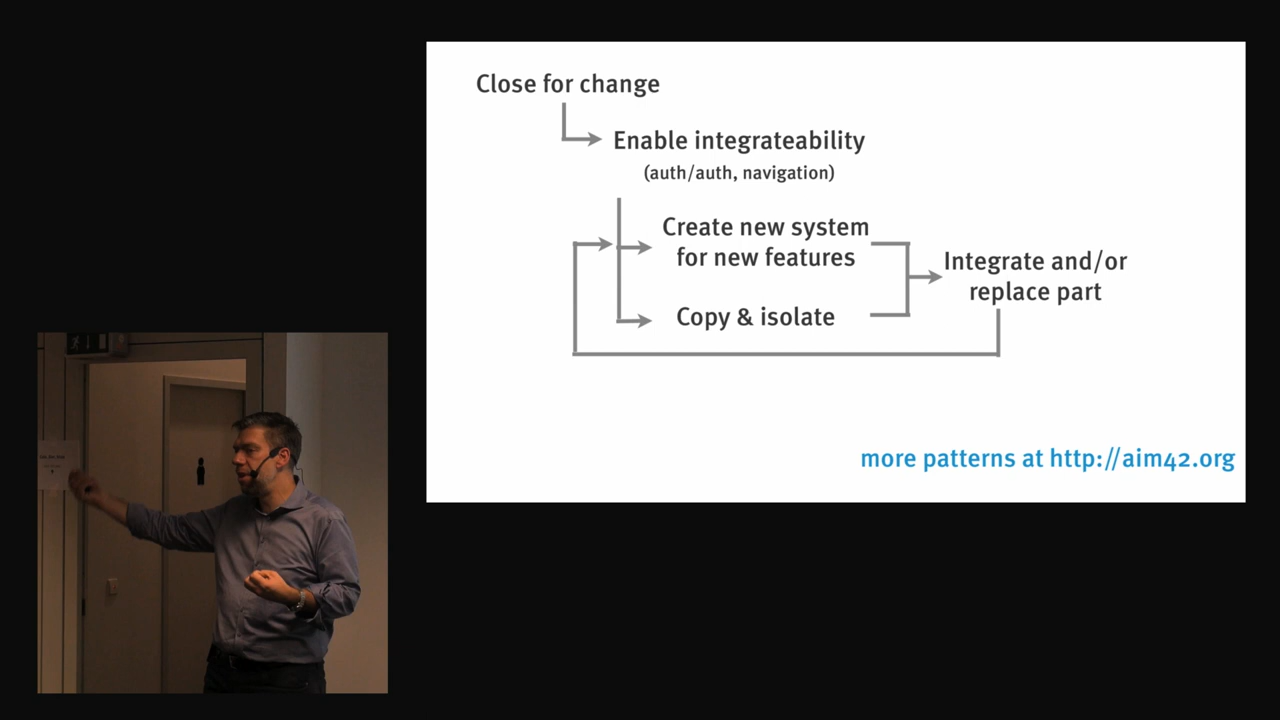 Close for change
Enable integrateability
(auth/auth, navigation)
Create new system
for new features
Copy & isolate
Integrate and/or
replace part
more patterns at http://aim42.org